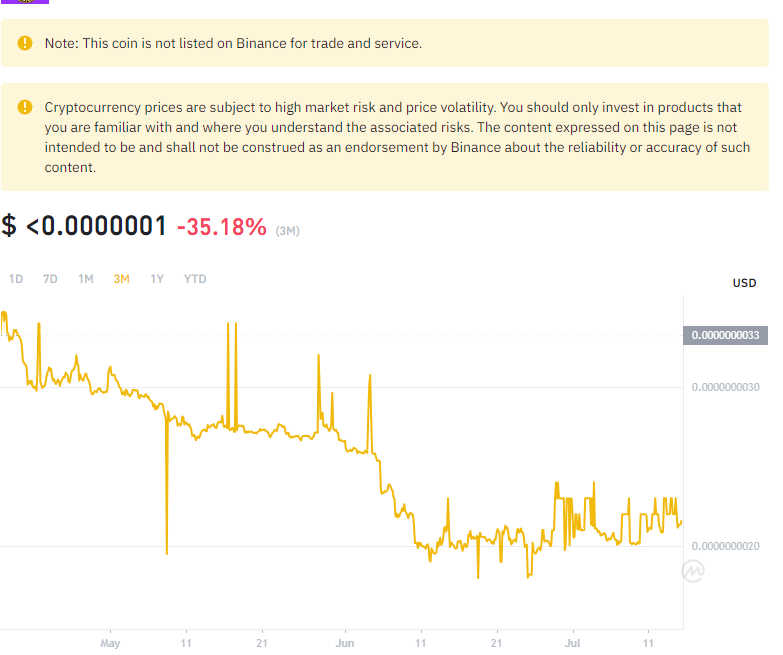 Note: This coin is not listed on Binance for trade and service.
Cryptocurrency prices are subject to high market risk and price volatility. You should only invest in products that
you are familiar with and where you understand the associated risks. The content expressed on this page is not
intended to be and shall not be construed as an endorsement by Binance about the reliability or accuracy of such
content.
$ <0.0000001 -35.18% (3M)
1D 7D 1M 3M 1Y YTD
USD
0.0000000033
0.0000000030
0.0000000020
May 11 21 Jun 11 21 Jul 11